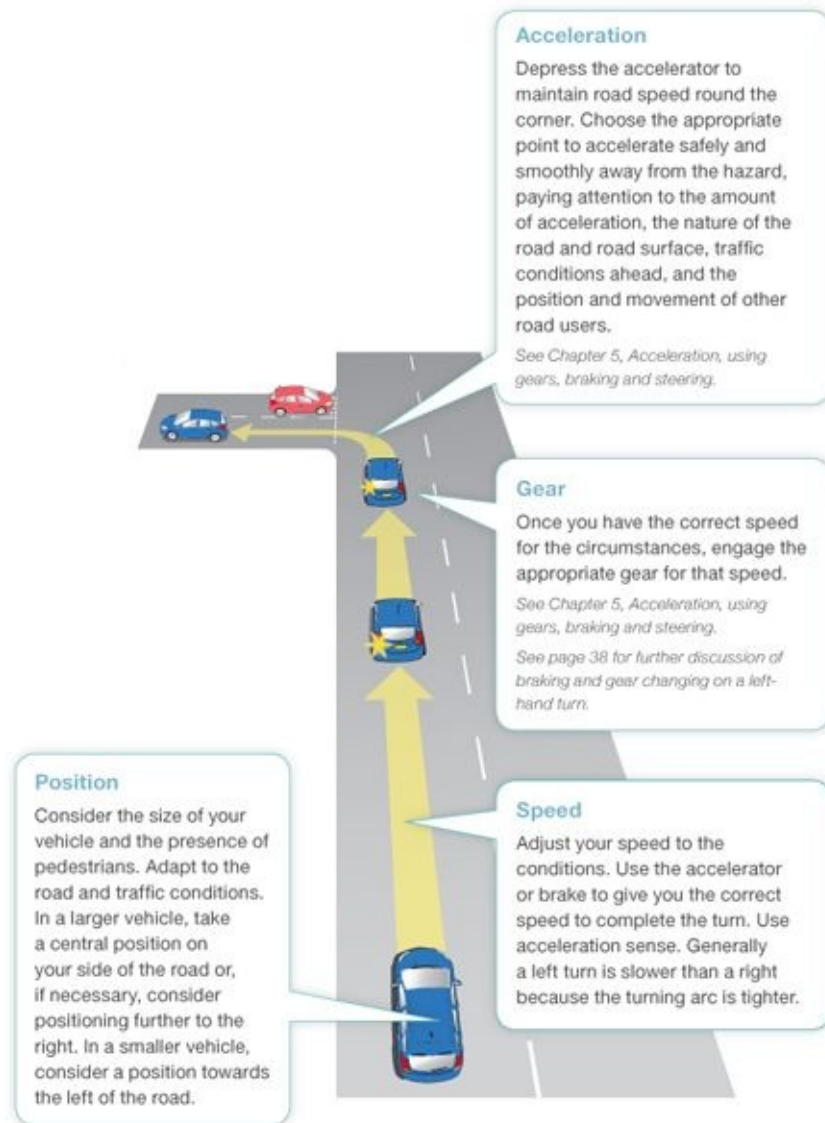 Acceleration
Depress the accelerator to
maintain road speed round the
corner. Choose the appropriate
point to accelerate safely and
smoothly away from the hazard,
paying attention to the amount
of acceleration, the nature of the
road and road surface, traffic
conditions ahead, and the
position and movement of other
road users.
See Chapter 5, Acceleration, using
gears, braking and steering.
Gear
Once you have the correct speed
for the circumstances, engage the
appropriate gear for that speed.
See Chapter 5, Acceleration, using
gears, braking and steering.
See page 38 for further discussion of
braking and gear changing on a left-
hand turn.
Position
Consider the size of your
vehicle and the presence of
pedestrians. Adapt to the
road and traffic conditions.
In a larger vehicle, take
a central position on
your side of the road or,
if necessary, consider
positioning further to the
right. In a smaller vehicle,
consider a position towards
the left of the road.
Speed
Adjust your speed to the
conditions. Use the accelerator
or brake to give you the correct
speed to complete the turn. Use
acceleration sense. Generally
a left turn is slower than a right
because the turning arc is tighter.